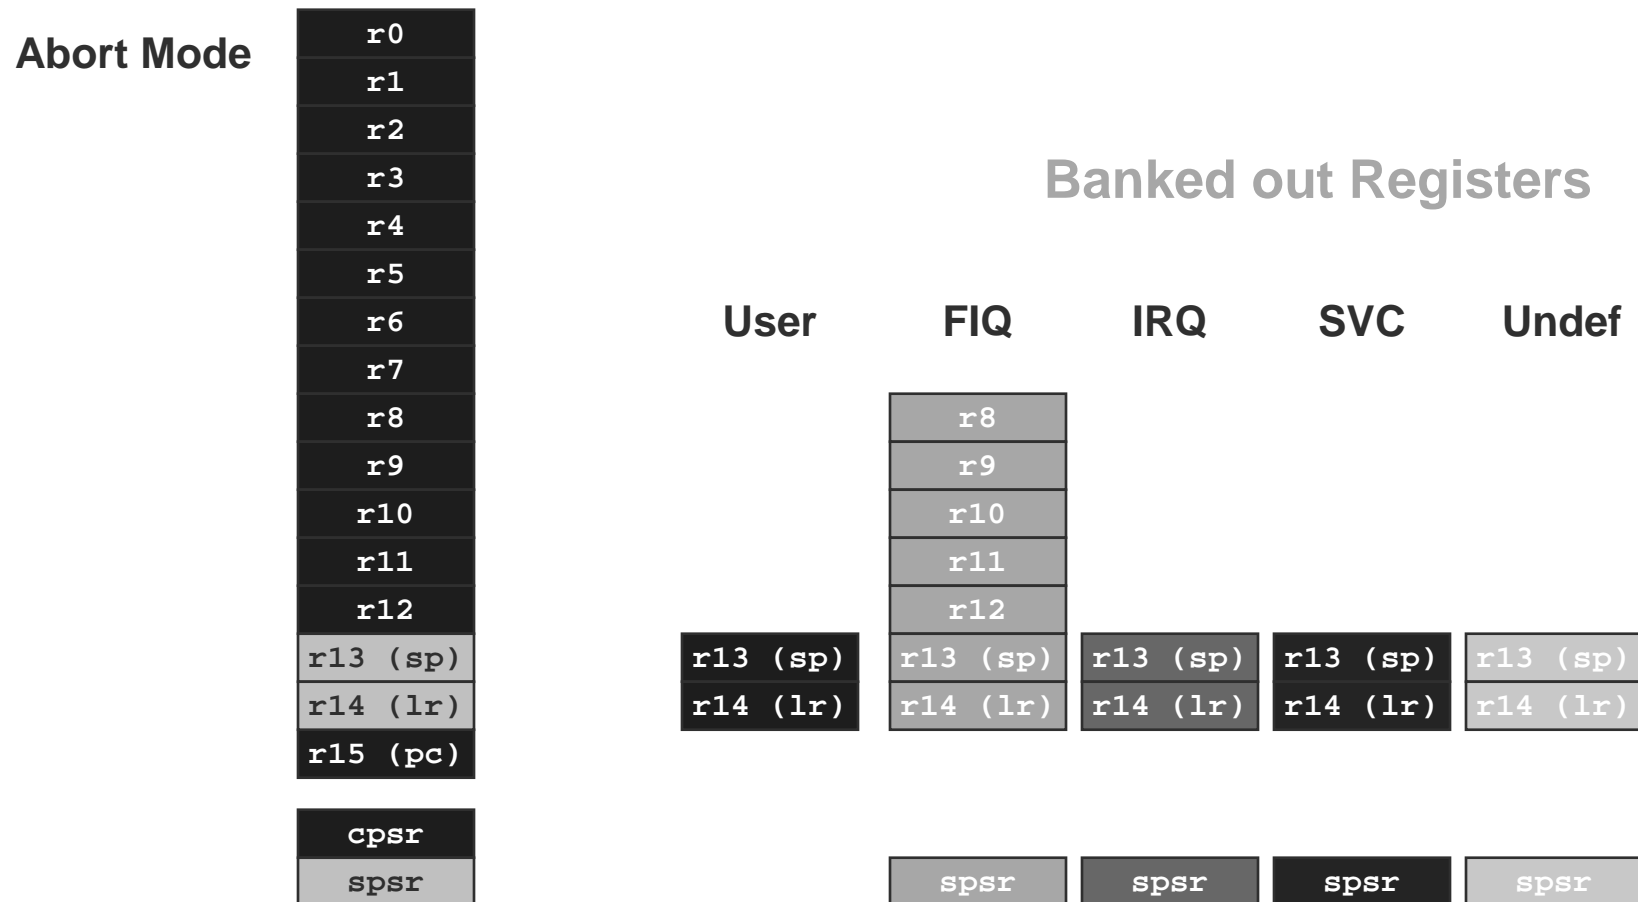 Abort Mode
r0
r1
r2
r3
r4
r5
r6
r7
r8
r9
r10
r11
r12
r13 (sp)
r14 (lr)
r15 (pc)
cpsr
spsr
Banked out Registers
User FIQ IRQ SVC Undef
r8
r9
r10
r11
r12
r13 (sp) r13 (sp) r13 (sp) r13 (sp) r13 (sp)
r14 (lr) r14 (lr) r14 (lr) r14 (lr) r14 (lr)
spsr spsr spsr spsr